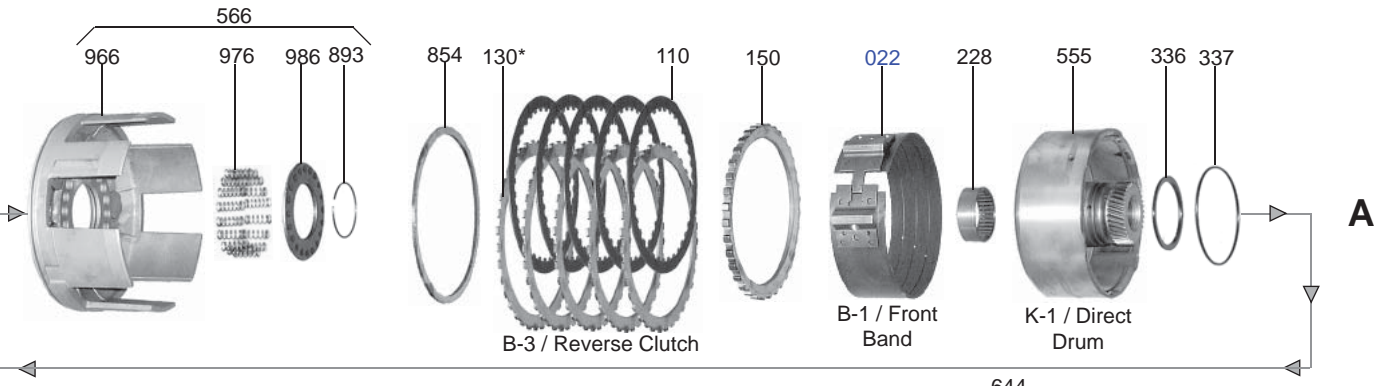 566
966 976 986 893 854 130* 110 150 022 228 555 336 337
A
B-1 / Front
Band
K-1 / Direct
Drum
B-3 / Reverse Clutch
644